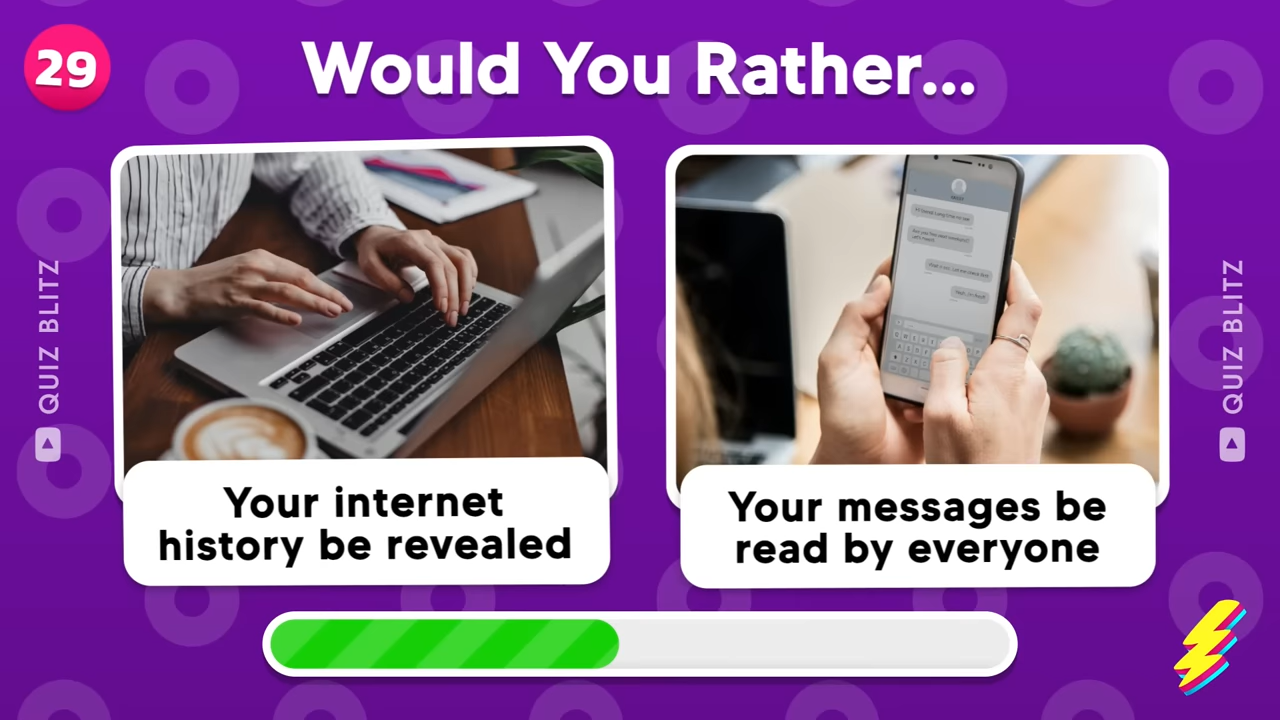 29
Would You Rather...
QUIZ BLITZ
QUIZ BLITZ
Your internet
history be revealed
Your messages be
read by everyone